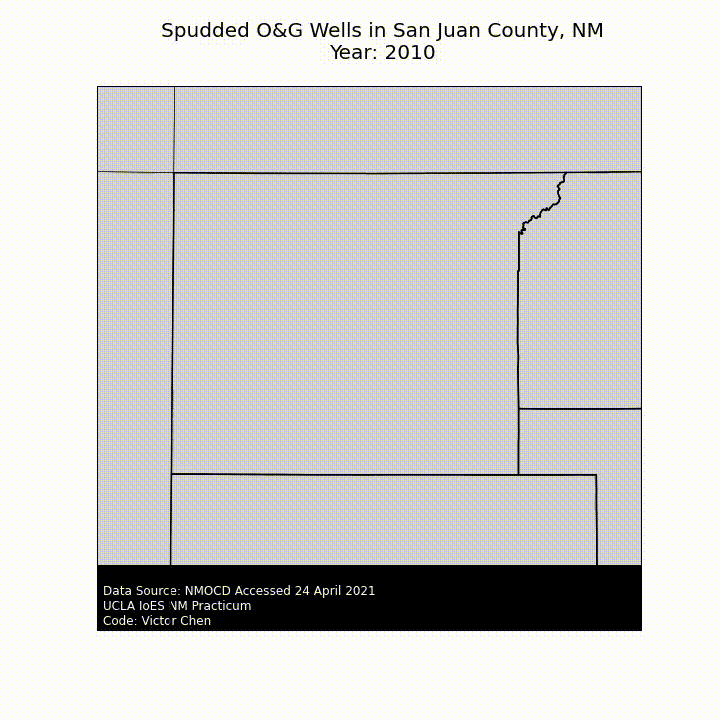 Spudded O&G Wells in San Juan County, NM
Year: 2010
Data Source: NMOCD Accessed 24 April 2021
UCLA IoES NM Practicum
Code: Victor Chen